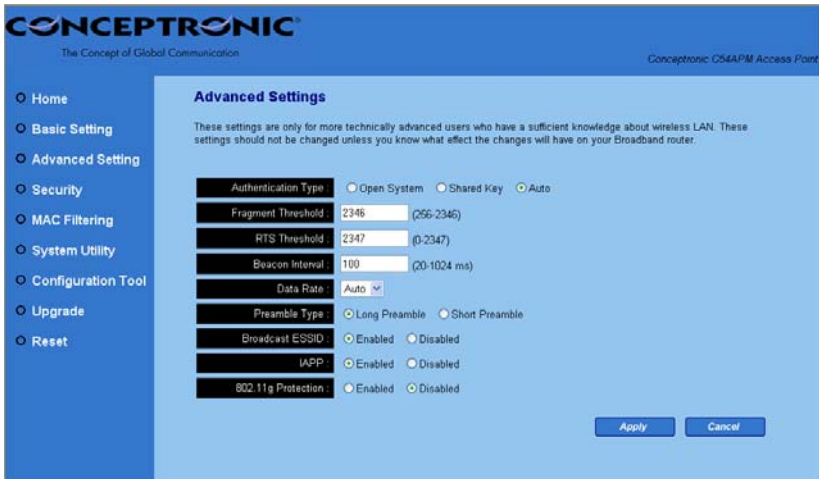 CONCEPTRONIC
The Concept of Global Communication
Conceptronic C54APM Access Point
Home
Basic Setting
Advanced Setting
Security
MAC Filtering
System Utility
Configuration Tool
Upgrade
Reset
Advanced Settings
These settings are only for more technically advanced users who have a sufficient knowledge about wireless LAN. These
settings should not be changed unless you know what effect the changes will have on your Broadband router.
Authentication Type : Open System Shared Key Auto
Fragment Threshold : 2346 (256-2346)
RTS Threshold : 2347 (0-2347)
Beacon Interval : 100 (20-1024 ms)
Data Rate : Auto
Preamble Type : Long Preamble Short Preamble
Broadcast ESSID : Enabled Disabled
IAPP : Enabled Disabled
802.11g Protection : Enabled Disabled
Apply Cancel